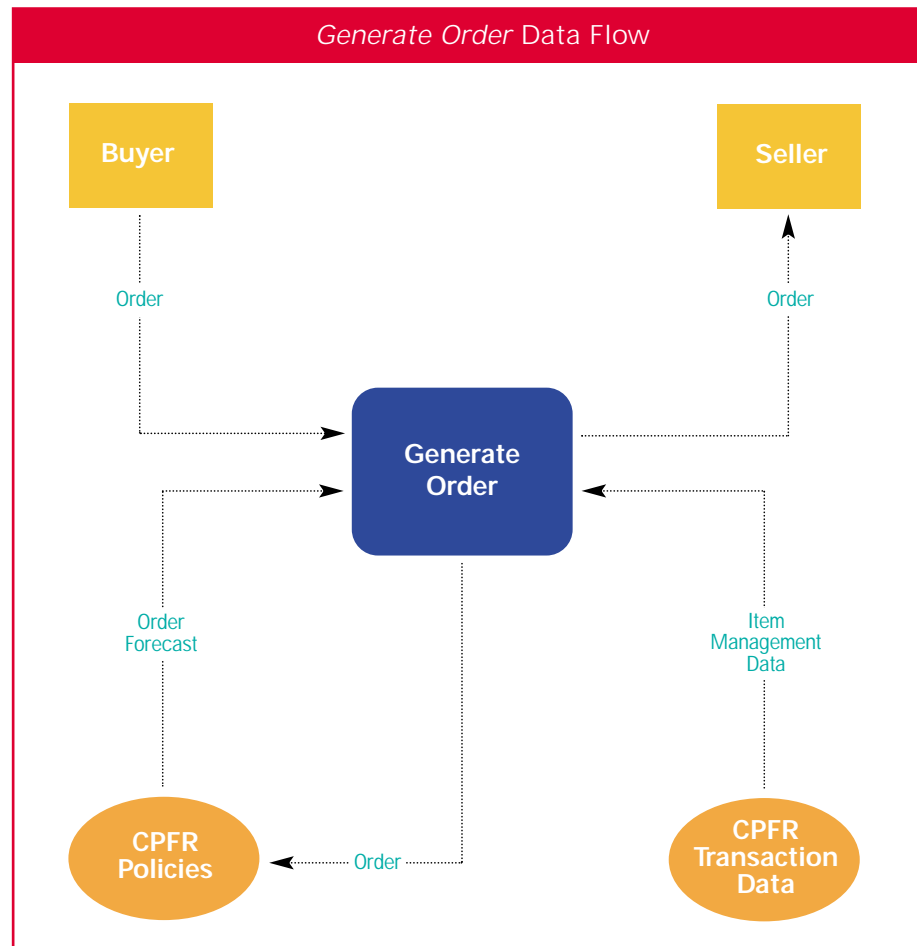 Generate Order Data Flow
Buyer
Seller
Order
Order
Generate
Order
Order
Forecast
Item
Management
Data
CPFR
Policies
Order
CPFR
Transaction
Data